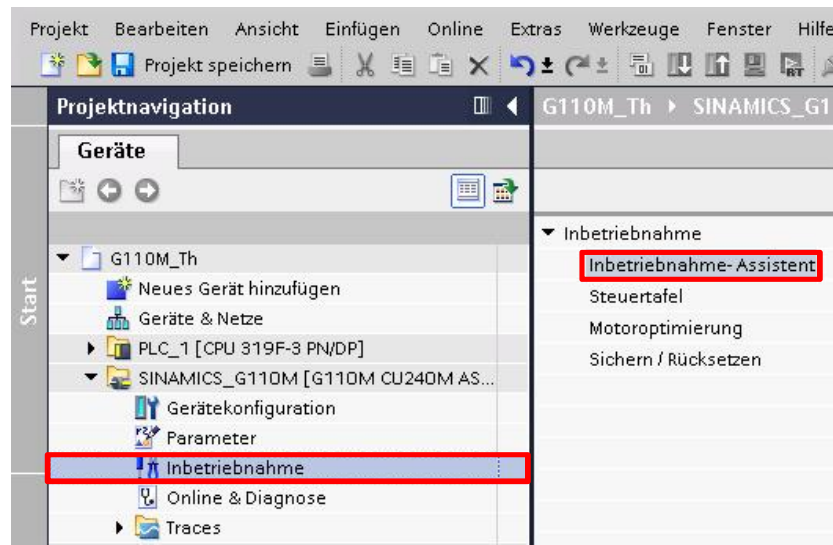 Projekt Bearbeiten Ansicht Einfügen Online Extras Werkzeuge Fenster Hilfe
Projekt speichern
Projektnavigation
G110M_Th SINAMICS_G1
Geräte
Start
G110M_Th
Neues Gerät hinzufügen
Geräte & Netze
PLC_1 [CPU 319F-3 PN/DP]
SINAMICS_G110M [G110M CU240M AS...
Gerätekonfiguration
Parameter
Inbetriebnahme
Online & Diagnose
Traces
Inbetriebnahme
Inbetriebnahme-Assistent
Steuertafel
Motoroptimierung
Sichern / Rücksetzen